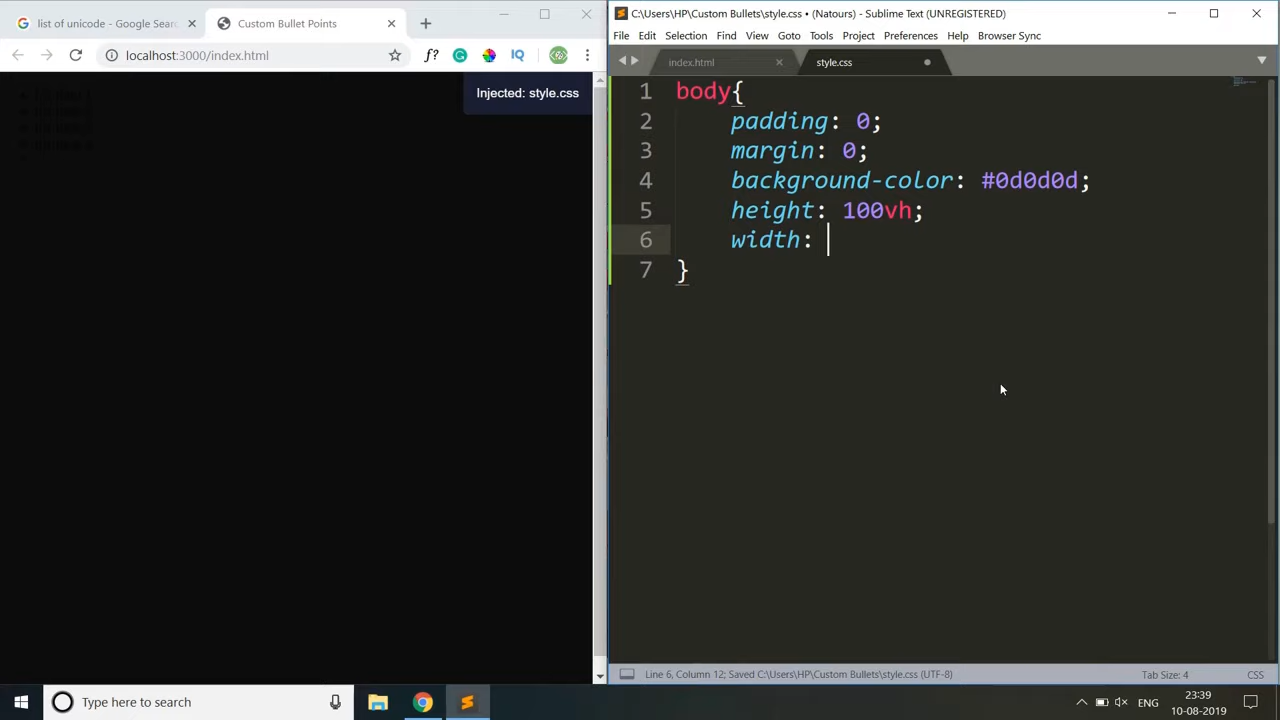 list of unicode - Google Searc
Custom Bullet Points
localhost:3000/index.html
f?
IQ
Injected: style.css
C:\Users\HP\Custom Bullets\style.css • (Natours) - Sublime Text (UNREGISTERED)
File Edit Selection Find View Goto Tools Project Preferences Help Browser Sync
index.html
style.css
1 body{
2 padding: 0;
3 margin: 0;
4 background-color: #0d0d0d;
5 height: 100vh;
6 width:
7 }
Line 6, Column 12; Saved C:\Users\HP\Custom Bullets\style.css (UTF-8)
Tab Size: 4
CSS
Type here to search
ENG
23:39
10-08-2019